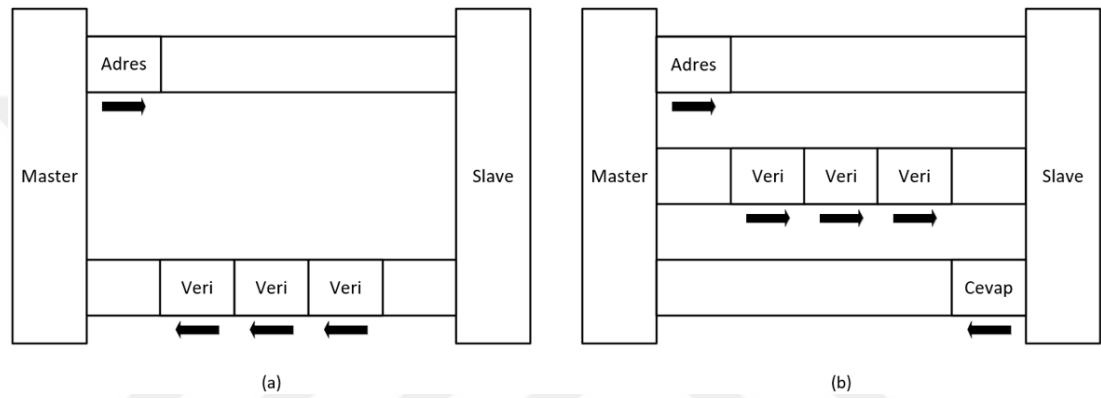 Adres
Master
Slave
Veri Veri Veri
(a)
Adres
Master
Veri Veri Veri
Slave
Cevap
(b)